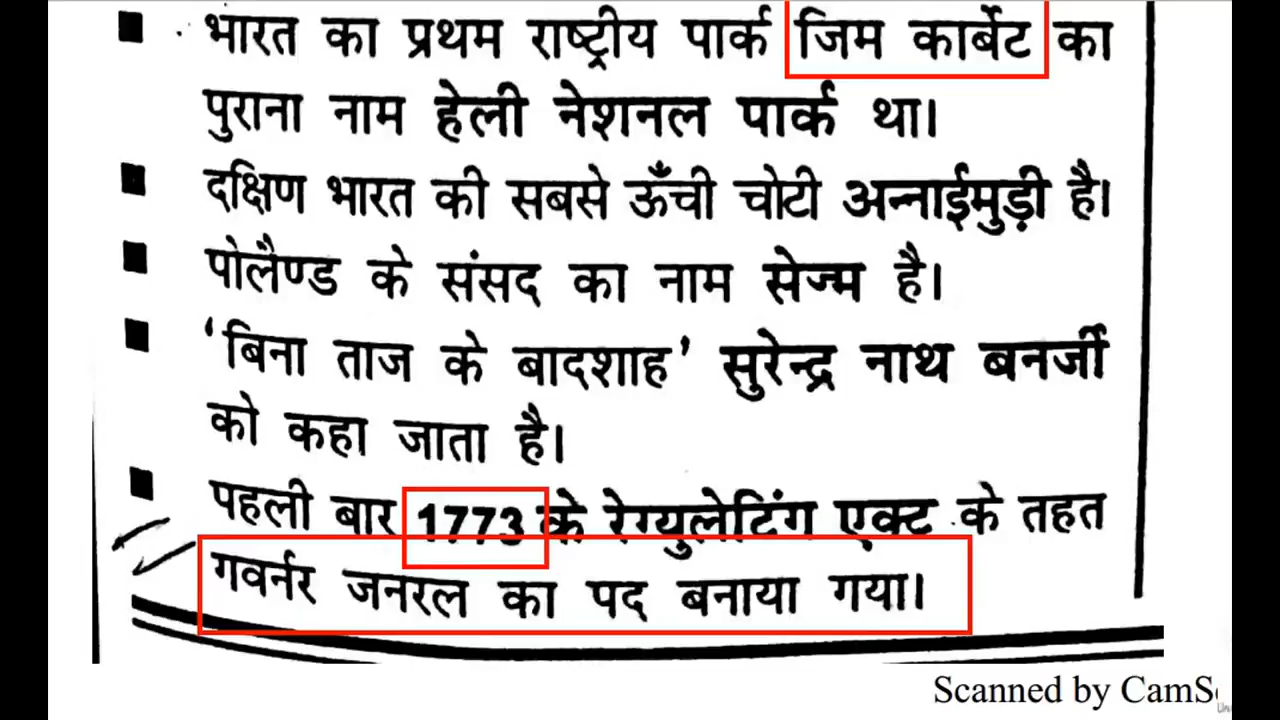 ■ भारत का प्रथम राष्ट्रीय पार्क जिम कार्बेट का
पुराना नाम हेली नेशनल पार्क था।
■ दक्षिण भारत की सबसे ऊँची चोटी अन्नाईमुड़ी है।
■ पोलैण्ड के संसद का नाम सेज्म है।
■ ‘बिना ताज के बादशाह’ सुरेन्द्र नाथ बनर्जी
को कहा जाता है।
■ पहली बार 1773 के रेग्युलेटिंग एक्ट के तहत
गवर्नर जनरल का पद बनाया गया।
Scanned by CamS